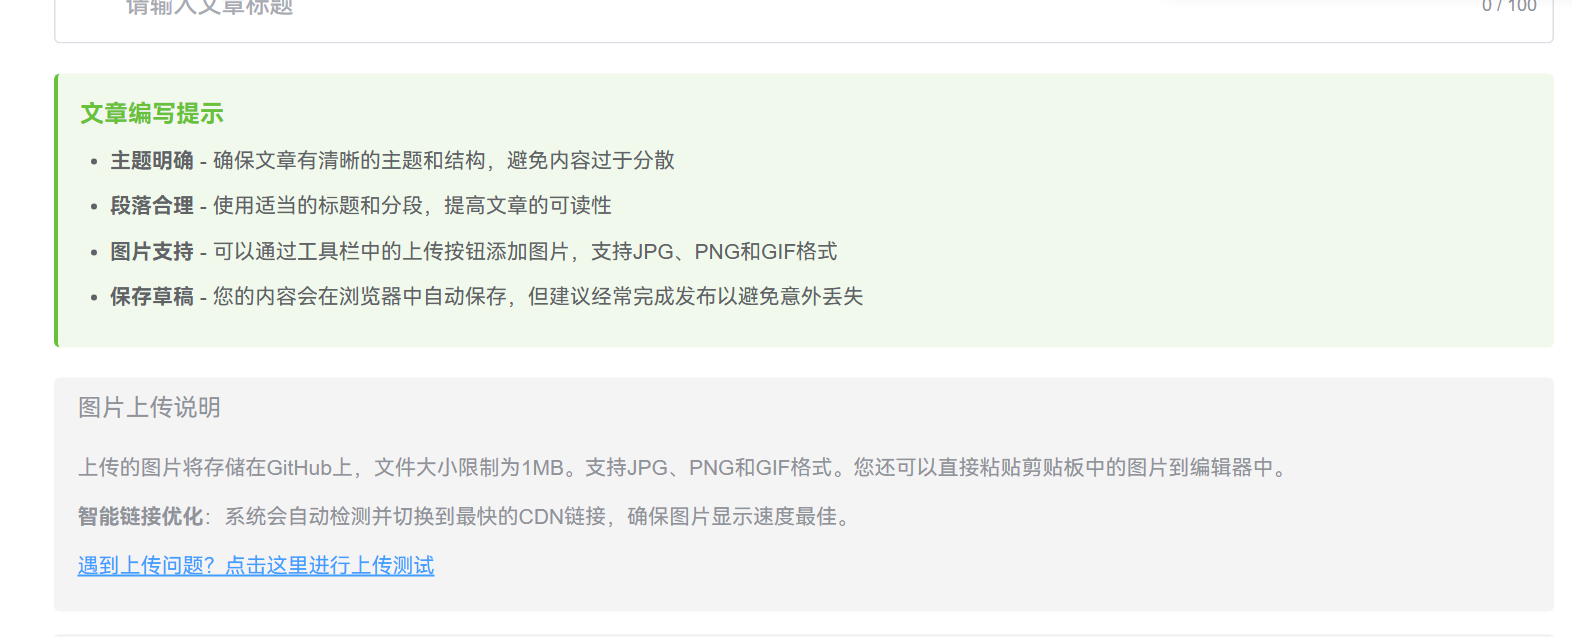 请输入文章标题
0 / 100
文章编写提示
• 主题明确 - 确保文章有清晰的主题和结构，避免内容过于分散
• 段落合理 - 使用适当的标题和分段，提高文章的可读性
• 图片支持 - 可以通过工具栏中的上传按钮添加图片，支持JPG、PNG和GIF格式
• 保存草稿 - 您的内容会在浏览器中自动保存，但建议经常完成发布以避免意外丢失
图片上传说明
上传的图片将存储在GitHub上，文件大小限制为1MB。支持JPG、PNG和GIF格式。您还可以直接粘贴剪贴板中的图片到编辑器中。
智能链接优化：系统会自动检测并切换到最快的CDN链接，确保图片显示速度最佳。
遇到上传问题？点击这里进行上传测试